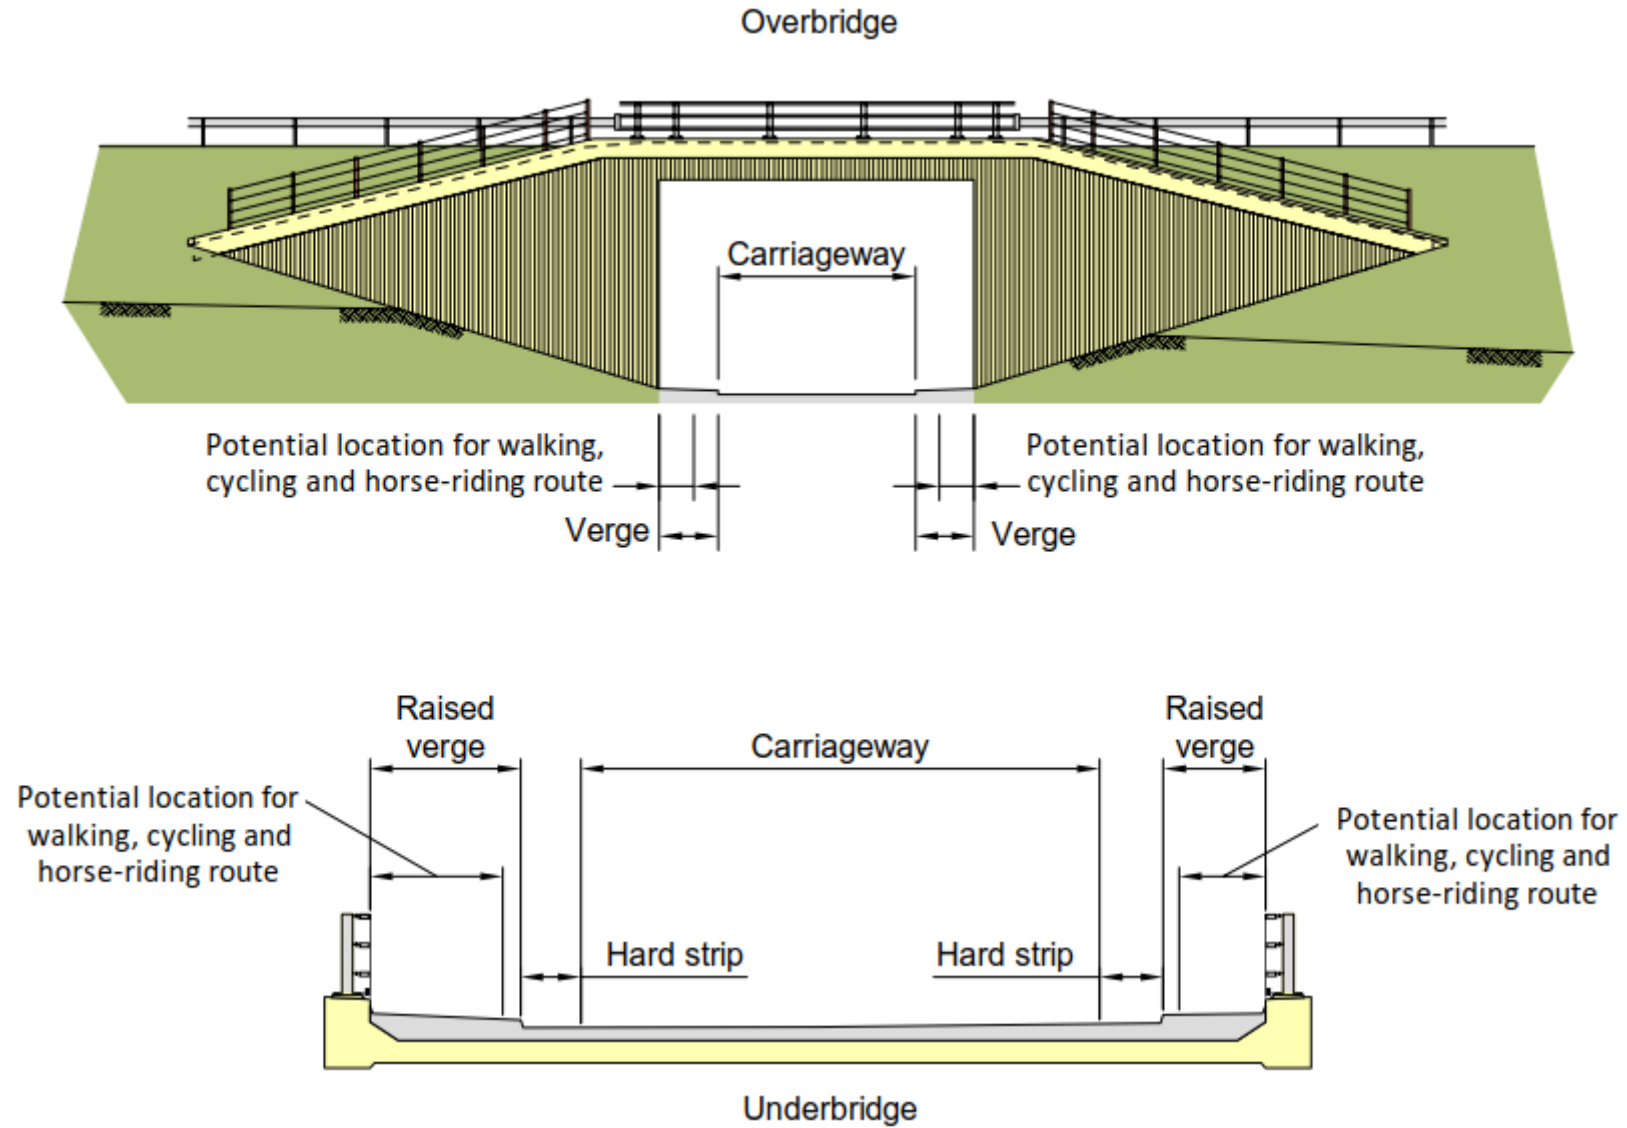 Overbridge
Carriageway
Potential location for walking,
cycling and horse-riding route
Potential location for walking,
cycling and horse-riding route
Verge
Verge
Raised
verge
Carriageway
Raised
verge
Potential location for
walking, cycling and
horse-riding route
Potential location for
walking, cycling and
horse-riding route
Hard strip
Hard strip
Underbridge